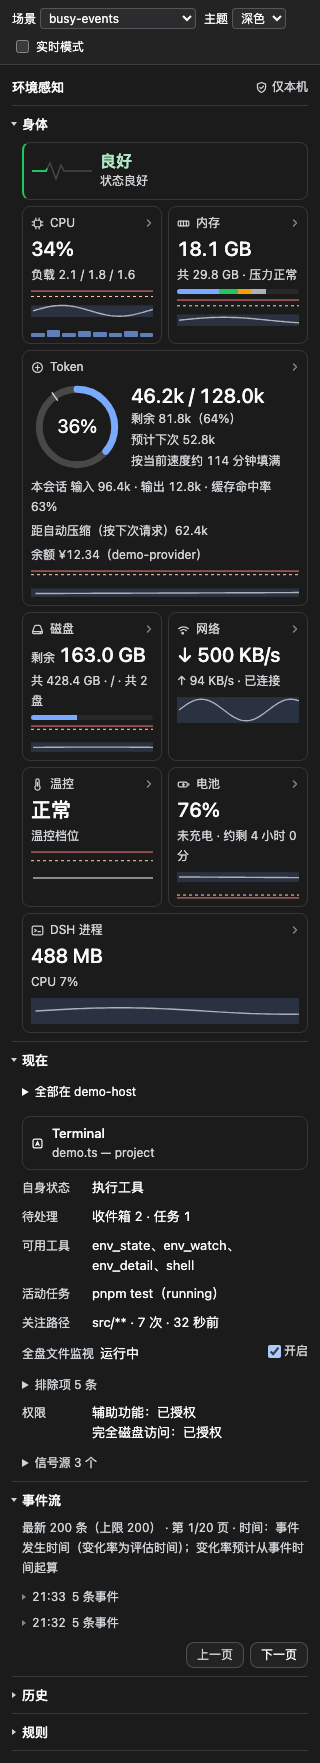 场景 busy-events 主题 深色
实时模式
环境感知 仅本机
身体
良好
状态良好
CPU
34%
负载 2.1 / 1.8 / 1.6
内存
18.1 GB
共 29.8 GB · 压力正常
Token
36%
46.2k / 128.0k
剩余 81.8k（64%）
预计下次 52.8k
按当前速度约 114 分钟填满
本会话 输入 96.4k · 输出 12.8k · 缓存命中率
63%
距自动压缩（按下次请求）62.4k
余额 ¥12.34（demo-provider）
磁盘
剩余 163.0 GB
共 428.4 GB · / · 共 2
盘
网络
↓ 500 KB/s
↑ 94 KB/s · 已连接
温控
正常
温控档位
电池
76%
未充电 · 约剩 4 小时 0
分
DSH 进程
488 MB
CPU 7%
现在
全部在 demo-host
Terminal
demo.ts — project
自身状态 执行工具
待处理 收件箱 2 · 任务 1
可用工具 env_state、env_watch、
env_detail、shell
活动任务 pnpm test（running）
关注路径 src/** · 7 次 · 32 秒前
全盘文件监视 运行中 开启
排除项 5 条
权限 辅助功能：已授权
完全磁盘访问：已授权
信号源 3 个
事件流
最新 200 条（上限 200） · 第 1/20 页 · 时间：事件
发生时间（变化率为评估时间）；变化率预计从事件时
间起算
21:33 5 条事件
21:32 5 条事件
上一页 下一页
历史
规则